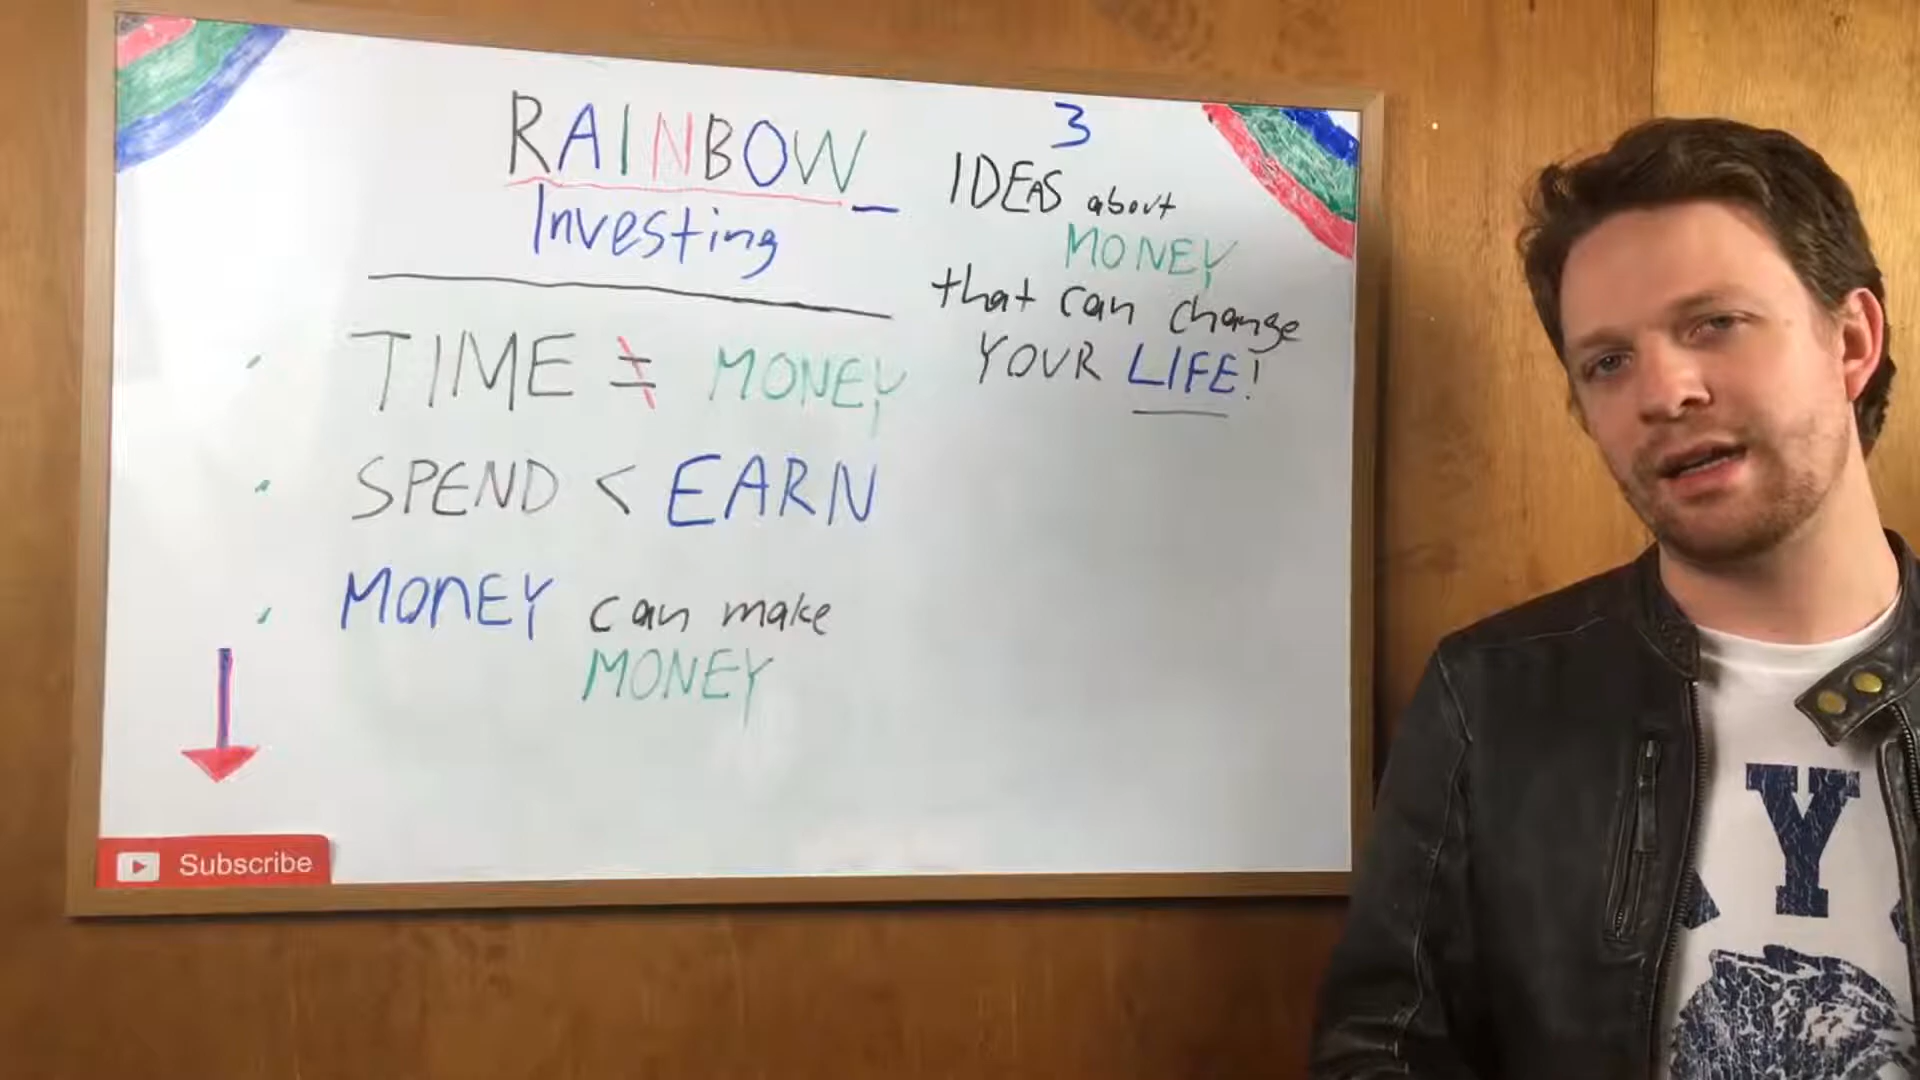 RAINBOW
Investing
TIME ≠ MONEY
SPEND < EARN
MONEY can make
MONEY
3
IDEAS about
MONEY
that can change
YOUR LIFE!
Subscribe
Y